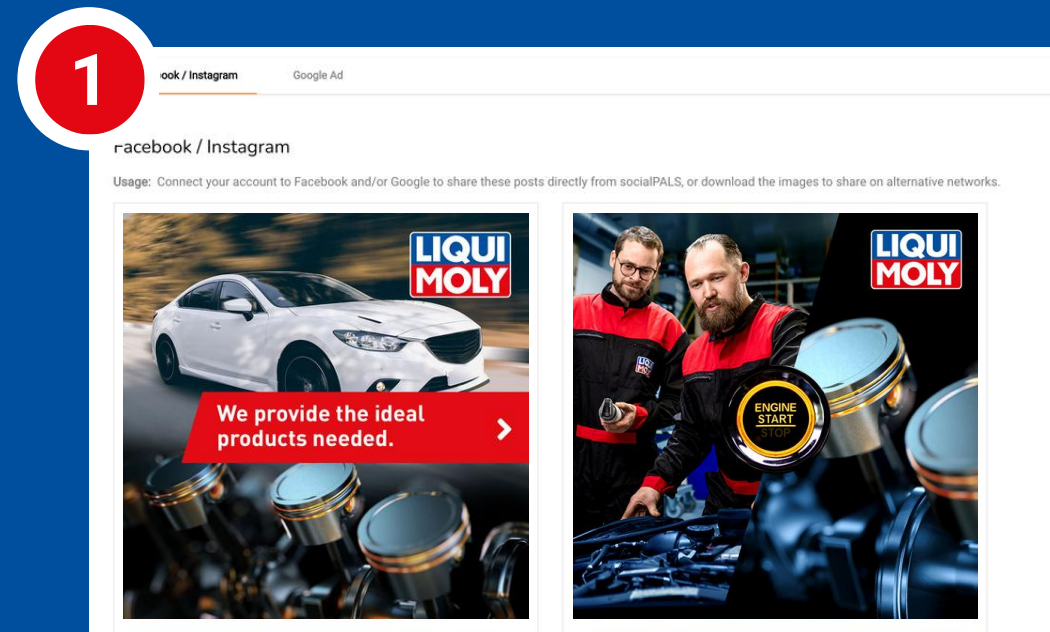 1
ook / Instagram
Google Ad
Facebook / Instagram
Usage: Connect your account to Facebook and/or Google to share these posts directly from socialPALS, or download the images to share on alternative networks.
LIQUI
MOLY
We provide the ideal
products needed.
LIQUI
MOLY
LIQUI
MOLY
ENGINE
START
STOP